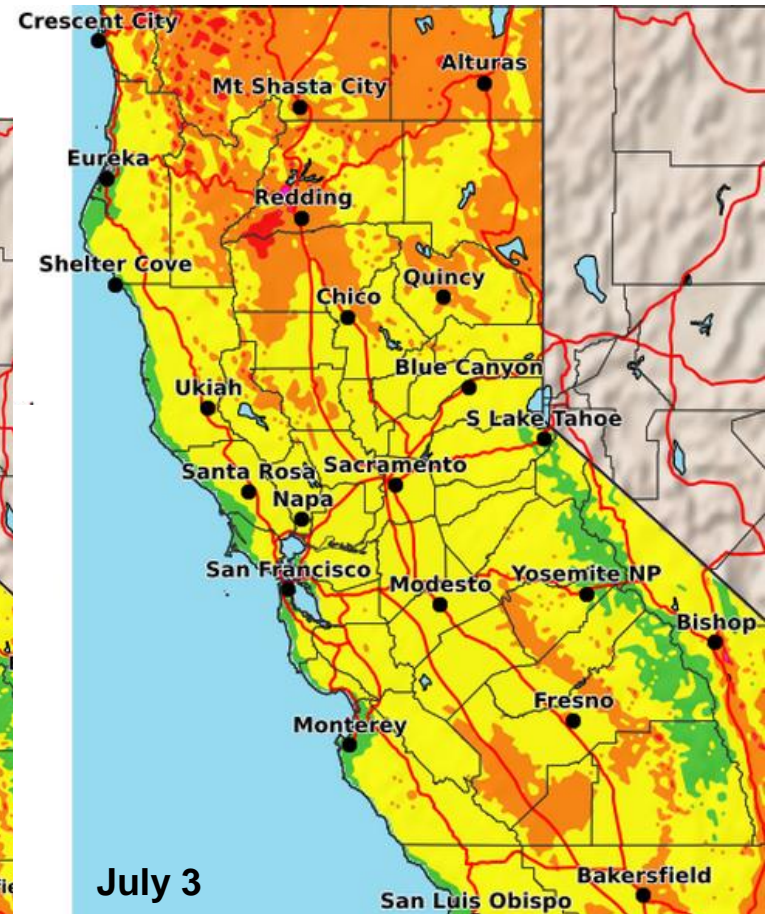 Crescent City
Alturas
Mt Shasta City
Eureka
Redding
Shelter Cove
Quincy
Chico
Blue Canyon
Ukiah
S Lake Tahoe
Sacramento
Santa Rosa
Napa
San Francisco
Yosemite NP
Modesto
Bishop
Fresno
Monterey
Bakersfield
July 3
San Luis Obispo